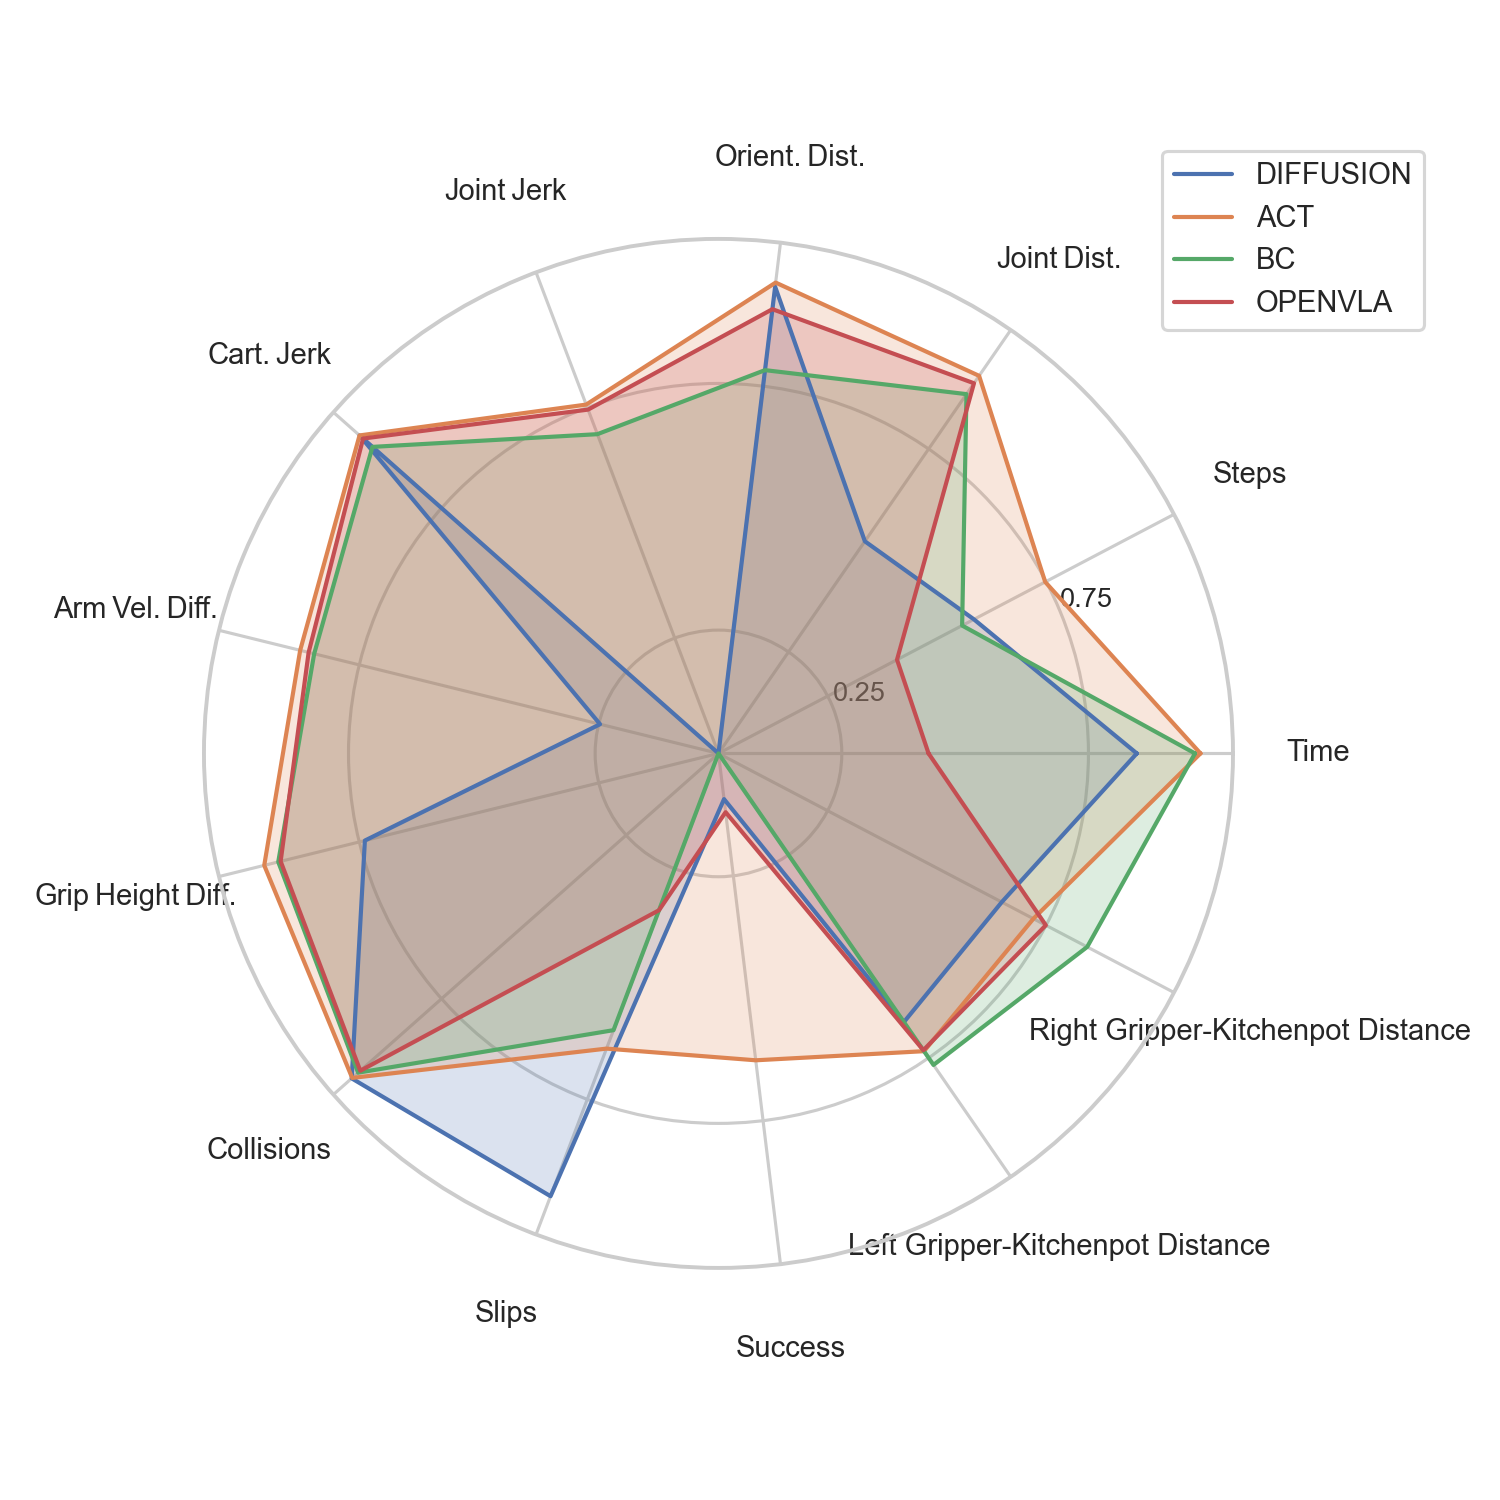 Orient. Dist.
Joint Jerk
Joint Dist.
Cart. Jerk
Steps
Arm Vel. Diff.
0.75
0.25
Time
Grip Height Diff.
Right Gripper-Kitchenpot Distance
Collisions
Left Gripper-Kitchenpot Distance
Slips
Success
DIFFUSION
ACT
BC
OPENVLA